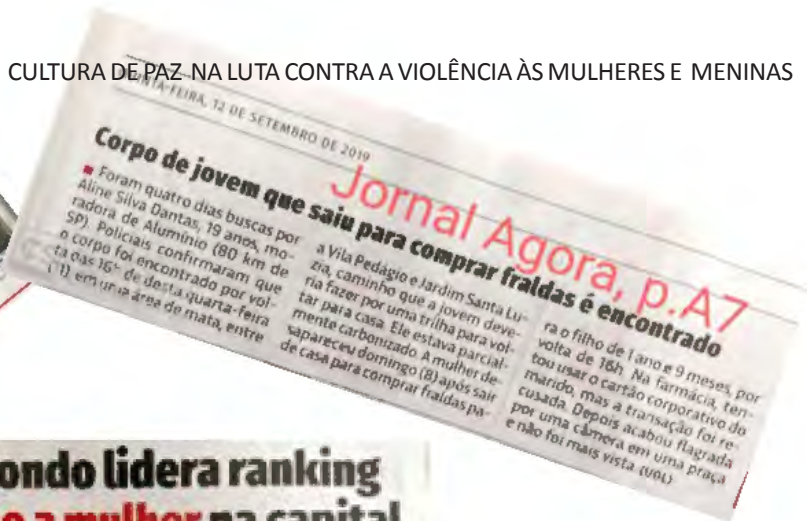 CULTURA DE PAZ NA LUTA CONTRA A VIOLÊNCIA ÀS MULHERES E MENINAS
QUINTA-FEIRA, 12 DE SETEMBRO DE 2019
Corpo de jovem que saiu para comprar fraldas é encontrado
Jornal Agora, p.A7
Foram quatro dias buscas por
Aline Silva Dantas, 19 anos, mo-
radora de Alumínio (80 km de
SP). Policiais confirmaram que
o corpo foi encontrado por vol-
ta das 16h de desta quarta-feira
(11) em uma área de mata, entre
a Vila Pedágio e Jardim Santa Lu-
zia, caminho que a jovem deve-
ria fazer por uma trilha para vol-
tar para casa. Ele estava parcial-
mente carbonizado. A mulher de-
sapareceu domingo (8) após sair
de casa para comprar fraldas pa-
ra o filho de 1 ano e 9 meses, por
volta de 16h. Na farmácia, ten-
tou usar o cartão corporativo do
marido, mas a transação foi re-
cusada. Depois acabou flagrada
por uma câmera em uma praça
e não foi mais vista (UOL)
ondo lidera ranking
a mulher na capital